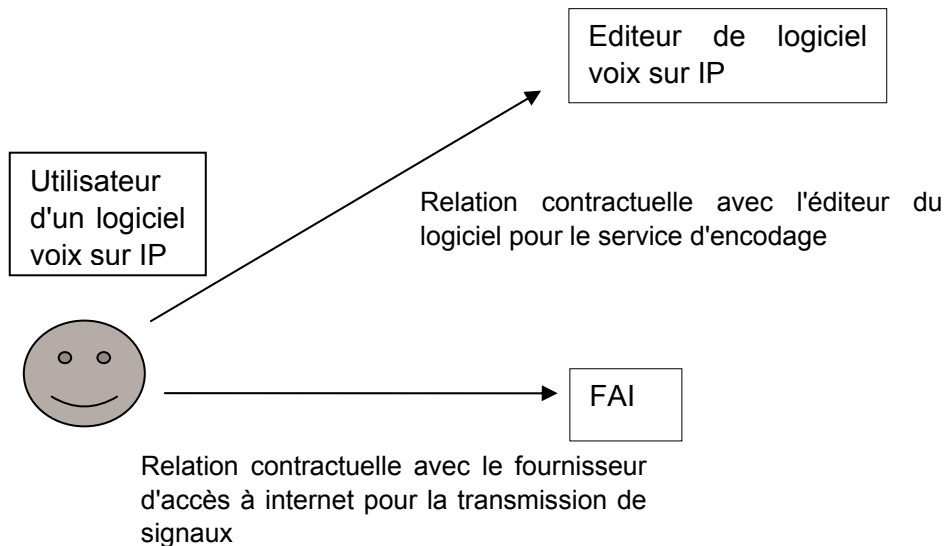 Editeur de logiciel
voix sur IP
Utilisateur
d'un logiciel
voix sur IP
Relation contractuelle avec l'éditeur du
logiciel pour le service d'encodage
FAI
Relation contractuelle avec le fournisseur
d'accès à internet pour la transmission de
signaux